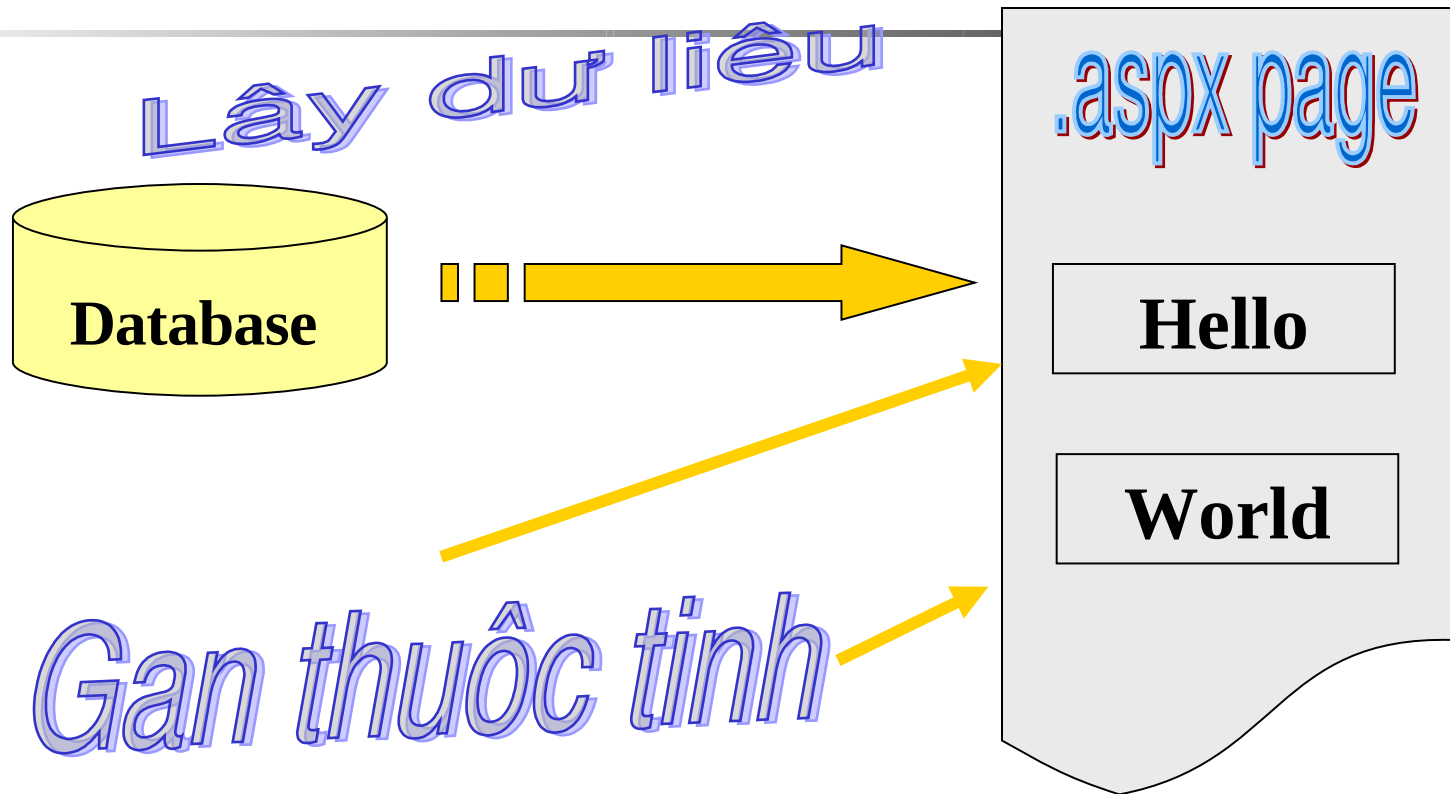 Lây dư liêu
.aspx page
Database
Hello
World
Gan thuôc tinh